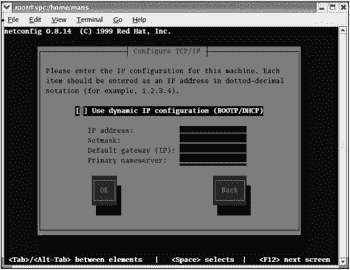 root@vpc:/home/mans
File Edit View Terminal Go Help
netconfig 0.8.14 (C) 1999 Red Hat, Inc.
Configure TCP/IP
Please enter the IP configuration for this machine. Each
item should be entered as an IP address in dotted-decimal
notation (for example, 1.2.3.4).
[ ] Use dynamic IP configuration (BOOTP/DHCP)
IP address:
Netmask:
Default gateway (IP):
Primary nameserver:
OK Back
<Tab>/<Alt-Tab> between elements | <Space> selects | <F12> next screen